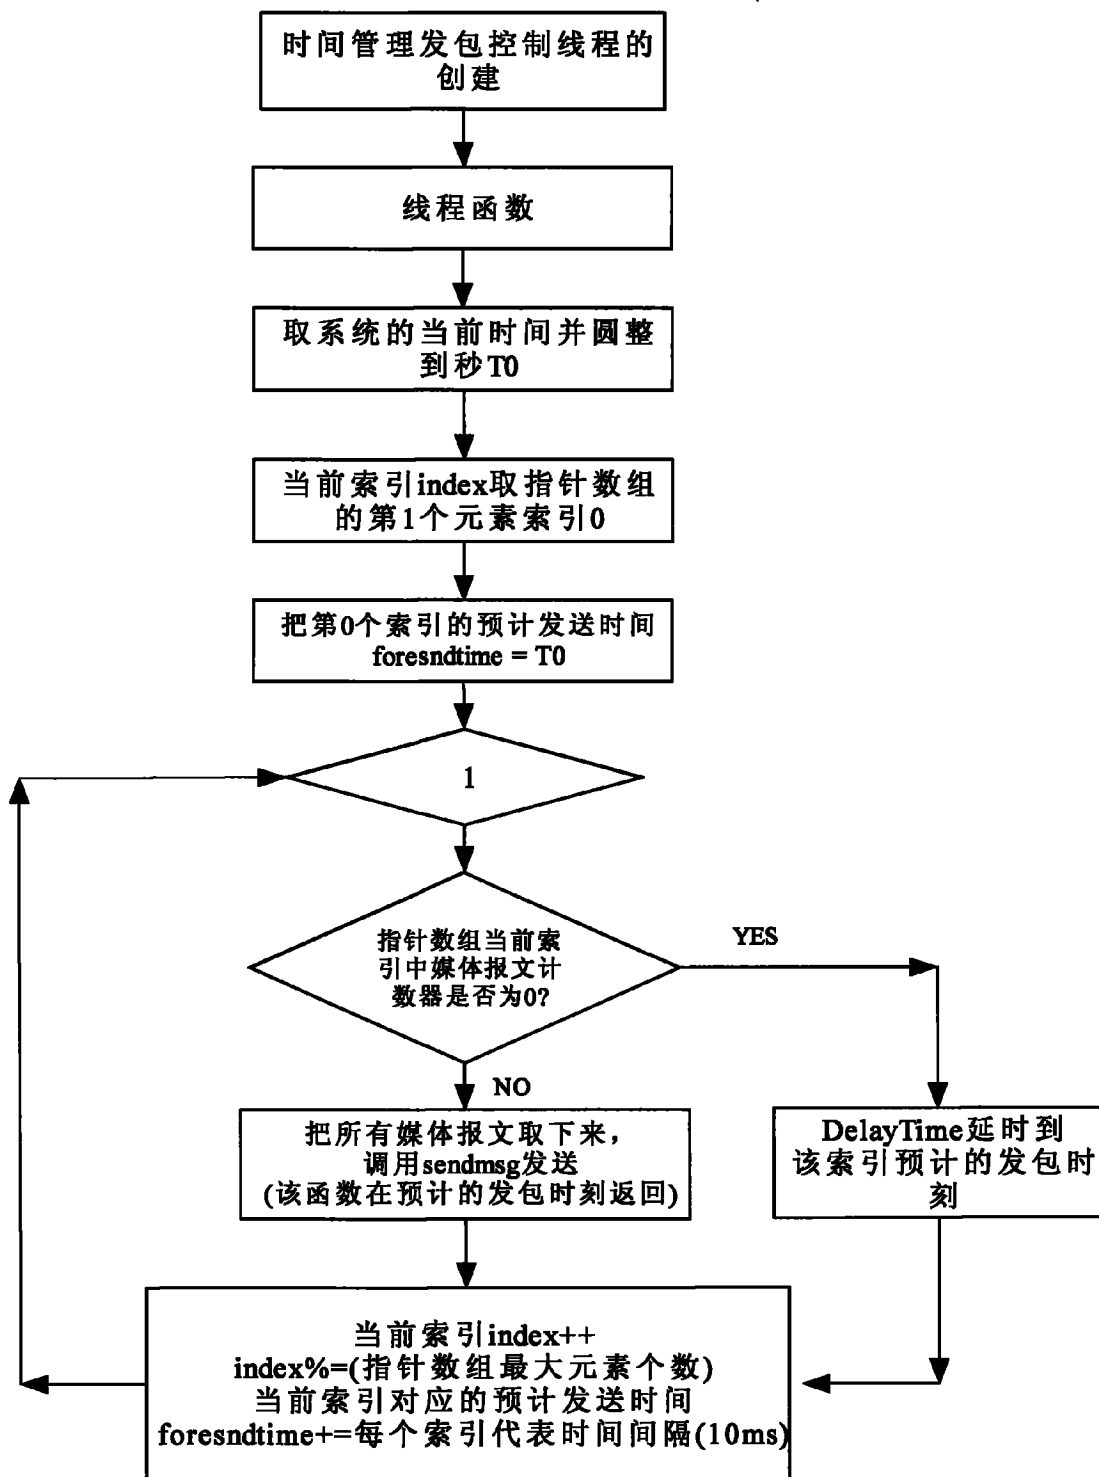 时间管理发包控制线程的
创建
线程函数
取系统的当前时间并圆整
到秒T0
当前索引index取指针数组
的第1个元素索引0
把第0个索引的预计发送时间
foresndtime = T0
1
指针数组当前索
引中媒体报文计
数器是否为0?
YES
NO
把所有媒体报文取下来，
调用sendmsg发送
(该函数在预计的发包时刻返回)
DelayTime延时到
该索引预计的发包时
刻
当前索引index++
index%=(指针数组最大元素个数)
当前索引对应的预计发送时间
foresndtime+=每个索引代表时间间隔(10ms)